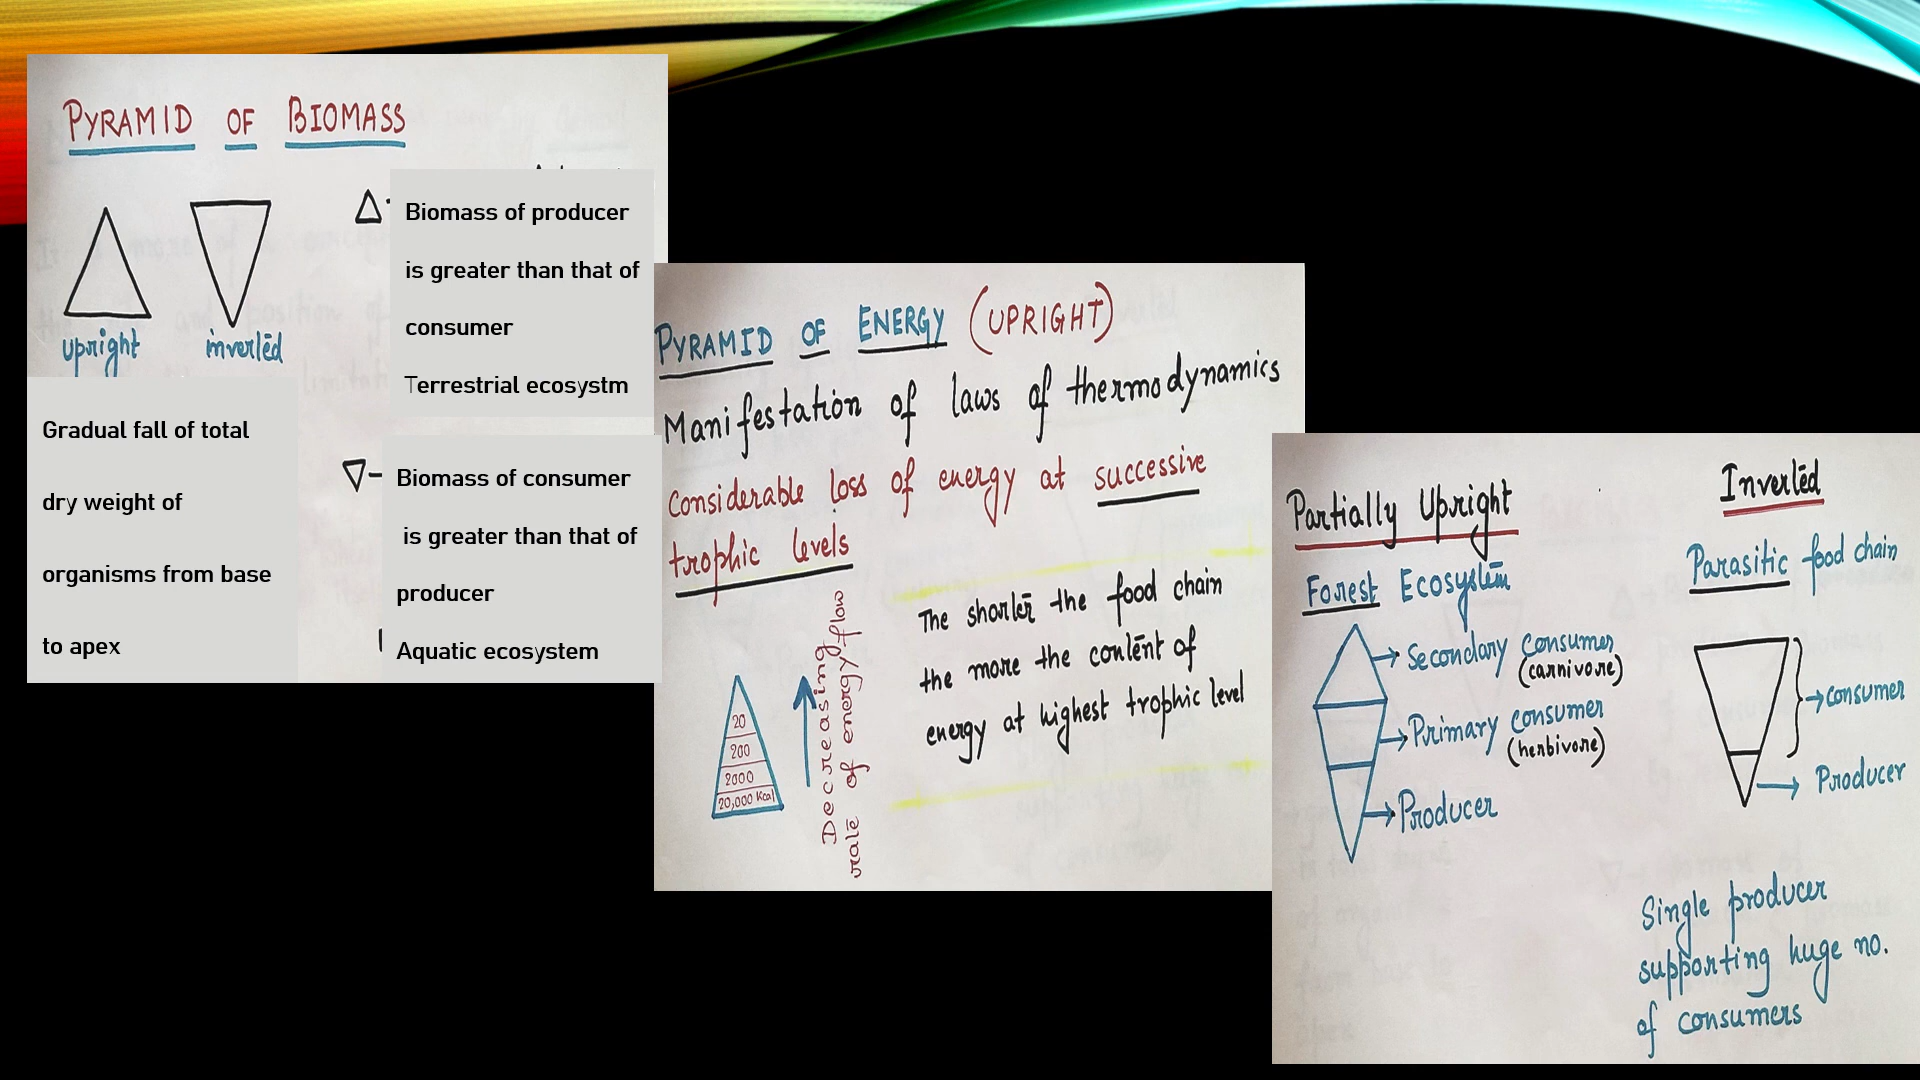 PYRAMID OF BIOMASS
upright
inverted
Gradual fall of total
dry weight of
organisms from base
to apex
Biomass of producer
is greater than that of
consumer
Terrestrial ecosystm
Biomass of consumer
is greater than that of
producer
Aquatic ecosystem
PYRAMID OF ENERGY (UPRIGHT)
Manifestation of laws of thermodynamics
Considerable loss of energy at successive
trophic levels
20
200
2000
20,000 Kcal
Decreasing
rate of energy flow
The shorter the food chain
the more the content of
energy at highest trophic level
Partially Upright
Forest Ecosystem
Secondary consumer
(carnivore)
Primary consumer
(herbivore)
Producer
Inverted
Parasitic food chain
consumer
Producer
Single producer
supporting huge no.
of consumers